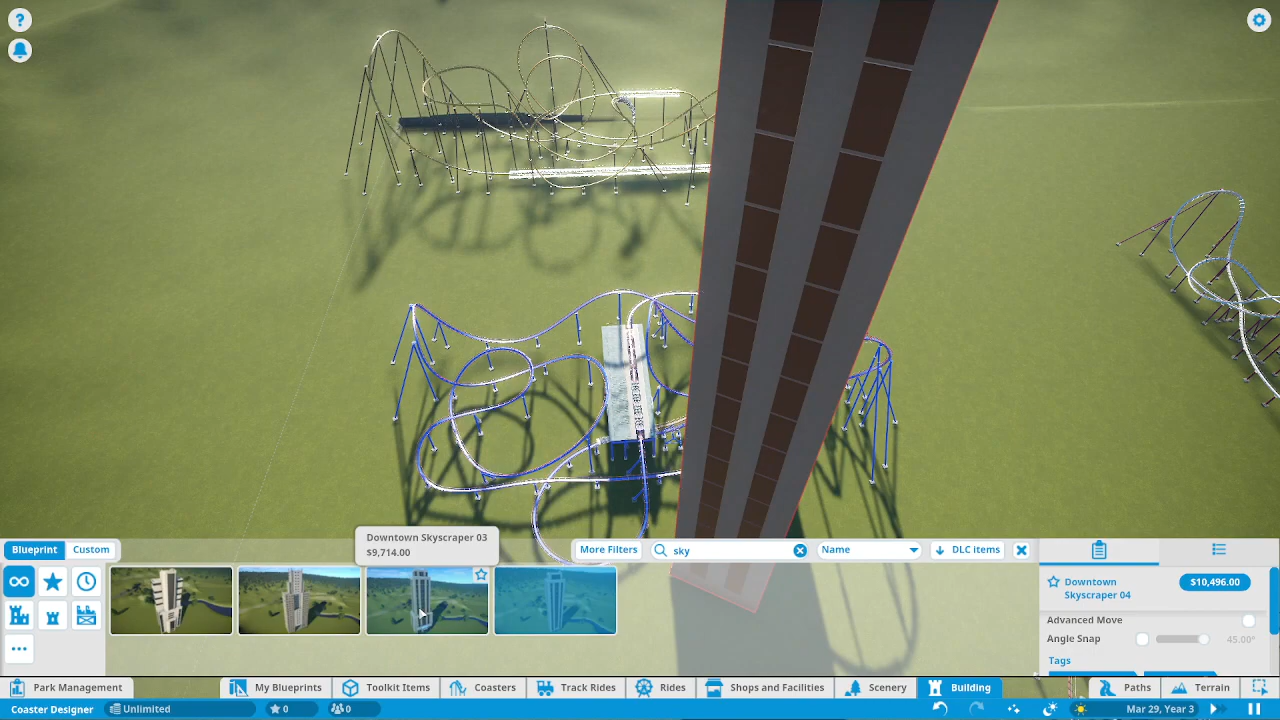 ?
Downtown Skyscraper 03
$9,714.00
Blueprint
Custom
More Filters
sky
Name
DLC items
Downtown
Skyscraper 04
$10,496.00
Advanced Move
Angle Snap
45.00°
Tags
Park Management
My Blueprints
Toolkit Items
Coasters
Track Rides
Rides
Shops and Facilities
Scenery
Building
Paths
Terrain
Coaster Designer
Unlimited
0
0
Mar 29, Year 3